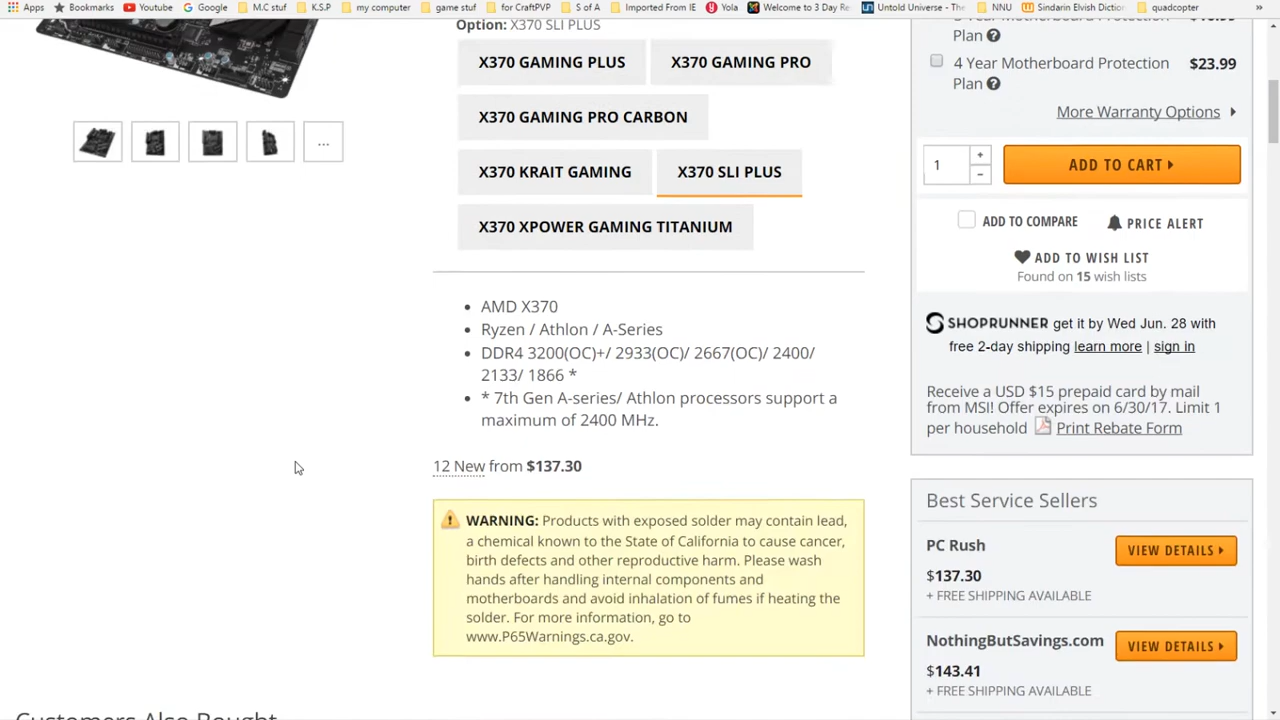 Apps Bookmarks Youtube Google M.C stuf K.S.P my computer game stuf for CraftPVP S of A Imported From IE Yola Welcome to 3 Day Re Untold Universe - The NNU Sindarin Elvish Diction quadcopter
Option: X370 SLI PLUS
X370 GAMING PLUS X370 GAMING PRO
X370 GAMING PRO CARBON
X370 KRAIT GAMING X370 SLI PLUS
X370 XPOWER GAMING TITANIUM
...
AMD X370
Ryzen / Athlon / A-Series
DDR4 3200(OC)+/ 2933(OC)/ 2667(OC)/ 2400/
2133/ 1866 *
* 7th Gen A-series/ Athlon processors support a
maximum of 2400 MHz.
12 New from $137.30
WARNING: Products with exposed solder may contain lead,
a chemical known to the State of California to cause cancer,
birth defects and other reproductive harm. Please wash
hands after handling internal components and
motherboards and avoid inhalation of fumes if heating the
solder. For more information, go to
www.P65Warnings.ca.gov.
Plan ?
4 Year Motherboard Protection $23.99
Plan ?
More Warranty Options
1 + - ADD TO CART
ADD TO COMPARE PRICE ALERT
ADD TO WISH LIST
Found on 15 wish lists
SHOPRUNNER get it by Wed Jun. 28 with
free 2-day shipping learn more | sign in
Receive a USD $15 prepaid card by mail
from MSI! Offer expires on 6/30/17. Limit 1
per household Print Rebate Form
Best Service Sellers
PC Rush VIEW DETAILS
$137.30
+ FREE SHIPPING AVAILABLE
NothingButSavings.com VIEW DETAILS
$143.41
+ FREE SHIPPING AVAILABLE
Customers Also Bought